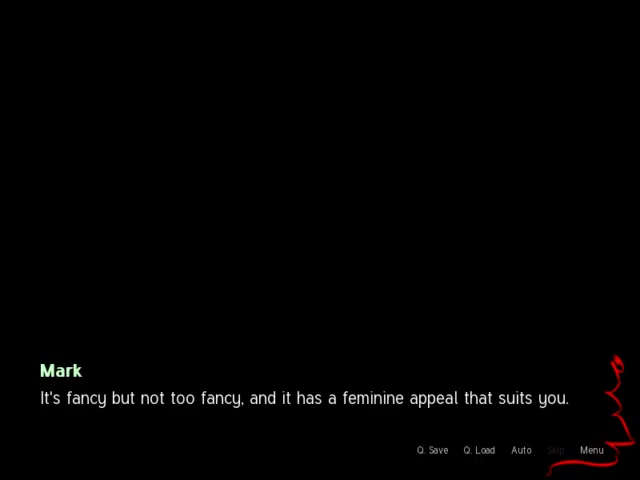 Mark
It's fancy but not too fancy, and it has a feminine appeal that suits you.
Q. Save Q. Load Auto Skip Menu